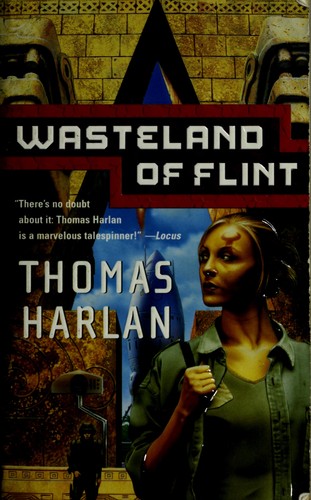 WASTELAND
OF FLINT
"There's no doubt
about it: Thomas Harlan
is a marvelous talespinner!" —Locus
THOMAS
HARLAN